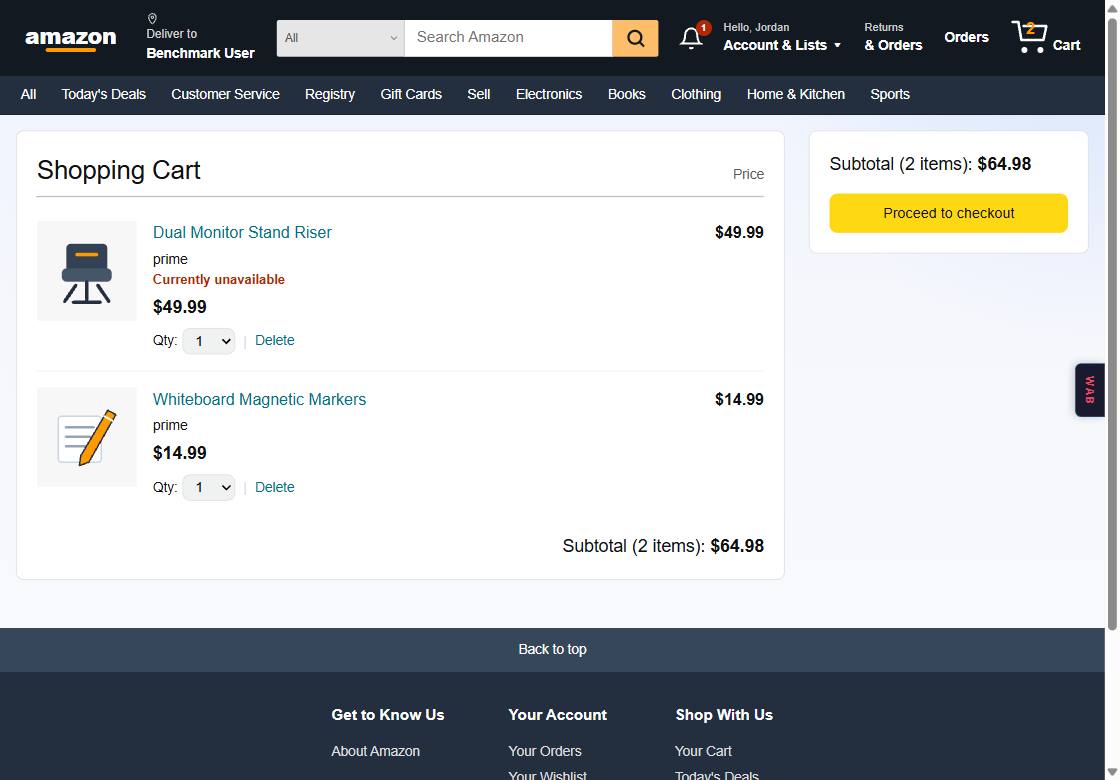 amazon
Deliver to
Benchmark User
All
Search Amazon
1
Hello, Jordan
Account & Lists
Returns
& Orders
Orders
2
Cart
All
Today's Deals
Customer Service
Registry
Gift Cards
Sell
Electronics
Books
Clothing
Home & Kitchen
Sports
Shopping Cart
Price
Dual Monitor Stand Riser
$49.99
prime
Currently unavailable
$49.99
Qty: 1 | Delete
Whiteboard Magnetic Markers
$14.99
prime
$14.99
Qty: 1 | Delete
Subtotal (2 items): $64.98
Subtotal (2 items): $64.98
Proceed to checkout
WAB
Back to top
Get to Know Us
Your Account
Shop With Us
About Amazon
Your Orders
Your Cart
Your Wishlist
Today's Deals